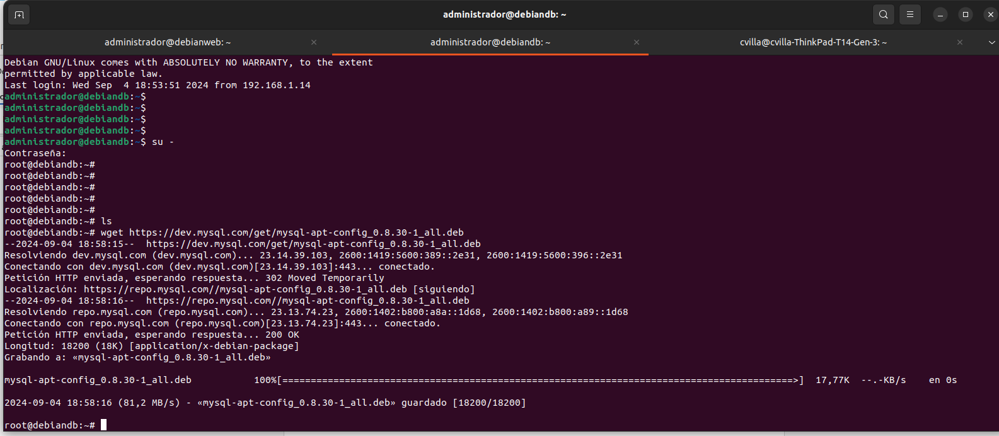 administrador@debiandb: ~
administrador@debianweb: ~
administrador@debiandb: ~
cvilla@cvilla-ThinkPad-T14-Gen-3: ~
Debian GNU/Linux comes with ABSOLUTELY NO WARRANTY, to the extent
permitted by applicable law.
Last login: Wed Sep  4 18:53:51 2024 from 192.168.1.14
administrador@debiandb:~$
administrador@debiandb:~$
administrador@debiandb:~$
administrador@debiandb:~$
administrador@debiandb:~$ su -
Contraseña:
root@debiandb:~#
root@debiandb:~#
root@debiandb:~#
root@debiandb:~#
root@debiandb:~#
root@debiandb:~# ls
root@debiandb:~# wget https://dev.mysql.com/get/mysql-apt-config_0.8.30-1_all.deb
--2024-09-04 18:58:15--  https://dev.mysql.com/get/mysql-apt-config_0.8.30-1_all.deb
Resolviendo dev.mysql.com (dev.mysql.com)... 23.14.39.103, 2600:1419:5600:389::2e31, 2600:1419:5600:396::2e31
Conectando con dev.mysql.com (dev.mysql.com)[23.14.39.103]:443... conectado.
Petición HTTP enviada, esperando respuesta... 302 Moved Temporarily
Localización: https://repo.mysql.com//mysql-apt-config_0.8.30-1_all.deb [siguiendo]
--2024-09-04 18:58:16--  https://repo.mysql.com//mysql-apt-config_0.8.30-1_all.deb
Resolviendo repo.mysql.com (repo.mysql.com)... 23.13.74.23, 2600:1402:b800:a8a::1d68, 2600:1402:b800:a89::1d68
Conectando con repo.mysql.com (repo.mysql.com)[23.13.74.23]:443... conectado.
Petición HTTP enviada, esperando respuesta... 200 OK
Longitud: 18200 (18K) [application/x-debian-package]
Grabando a: «mysql-apt-config_0.8.30-1_all.deb»
mysql-apt-config_0.8.30-1_all.deb           100%[==========================================================================================>]  17,77K  --.-KB/s    en 0s
2024-09-04 18:58:16 (81,2 MB/s) - «mysql-apt-config_0.8.30-1_all.deb» guardado [18200/18200]
root@debiandb:~#